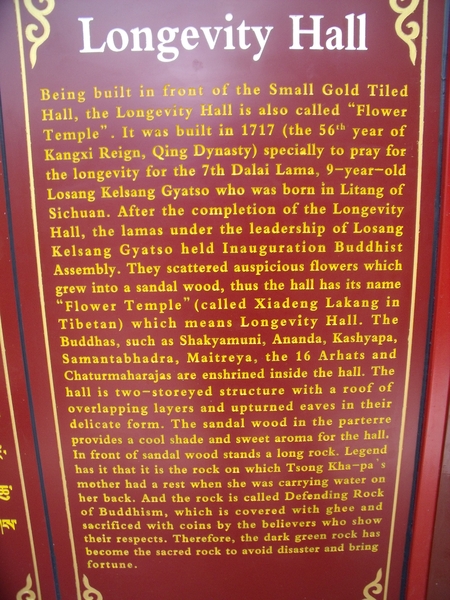 Longevity Hall
Being built in front of the Small Gold Tiled
Hall, the Longevity Hall is also called "Flower
Temple". It was built in 1717 (the 56th year of
Kangxi Reign, Qing Dynasty) specially to pray for
the longevity for the 7th Dalai Lama, 9-year-old
Losang Kelsang Gyatso who was born in Litang of
Sichuan. After the completion of the Longevity
Hall, the lamas under the leadership of Losang
Kelsang Gyatso held Inauguration Buddhist
Assembly. They scattered auspicious flowers which
grew into a sandal wood, thus the hall has its name
"Flower Temple" (called Xiadeng Lakang in
Tibetan) which means Longevity Hall. The
Buddhas, such as Shakyamuni, Ananda, Kashyapa,
Samantabhadra, Maitreya, the 16 Arhats and
Chaturmaharajas are enshrined inside the hall. The
hall is two-storeyed structure with a roof of
overlapping layers and upturned eaves in their
delicate form. The sandal wood in the parterre
provides a cool shade and sweet aroma for the hall.
In front of sandal wood stands a long rock. Legend
has it that it is the rock on which Tsong Kha-pa's
mother had a rest when she was carrying water on
her back. And the rock is called Defending Rock
of Buddhism, which is covered with ghee and
sacrificed with coins by the believers who show
their respects. Therefore, the dark green rock has
become the sacred rock to avoid disaster and bring
fortune.